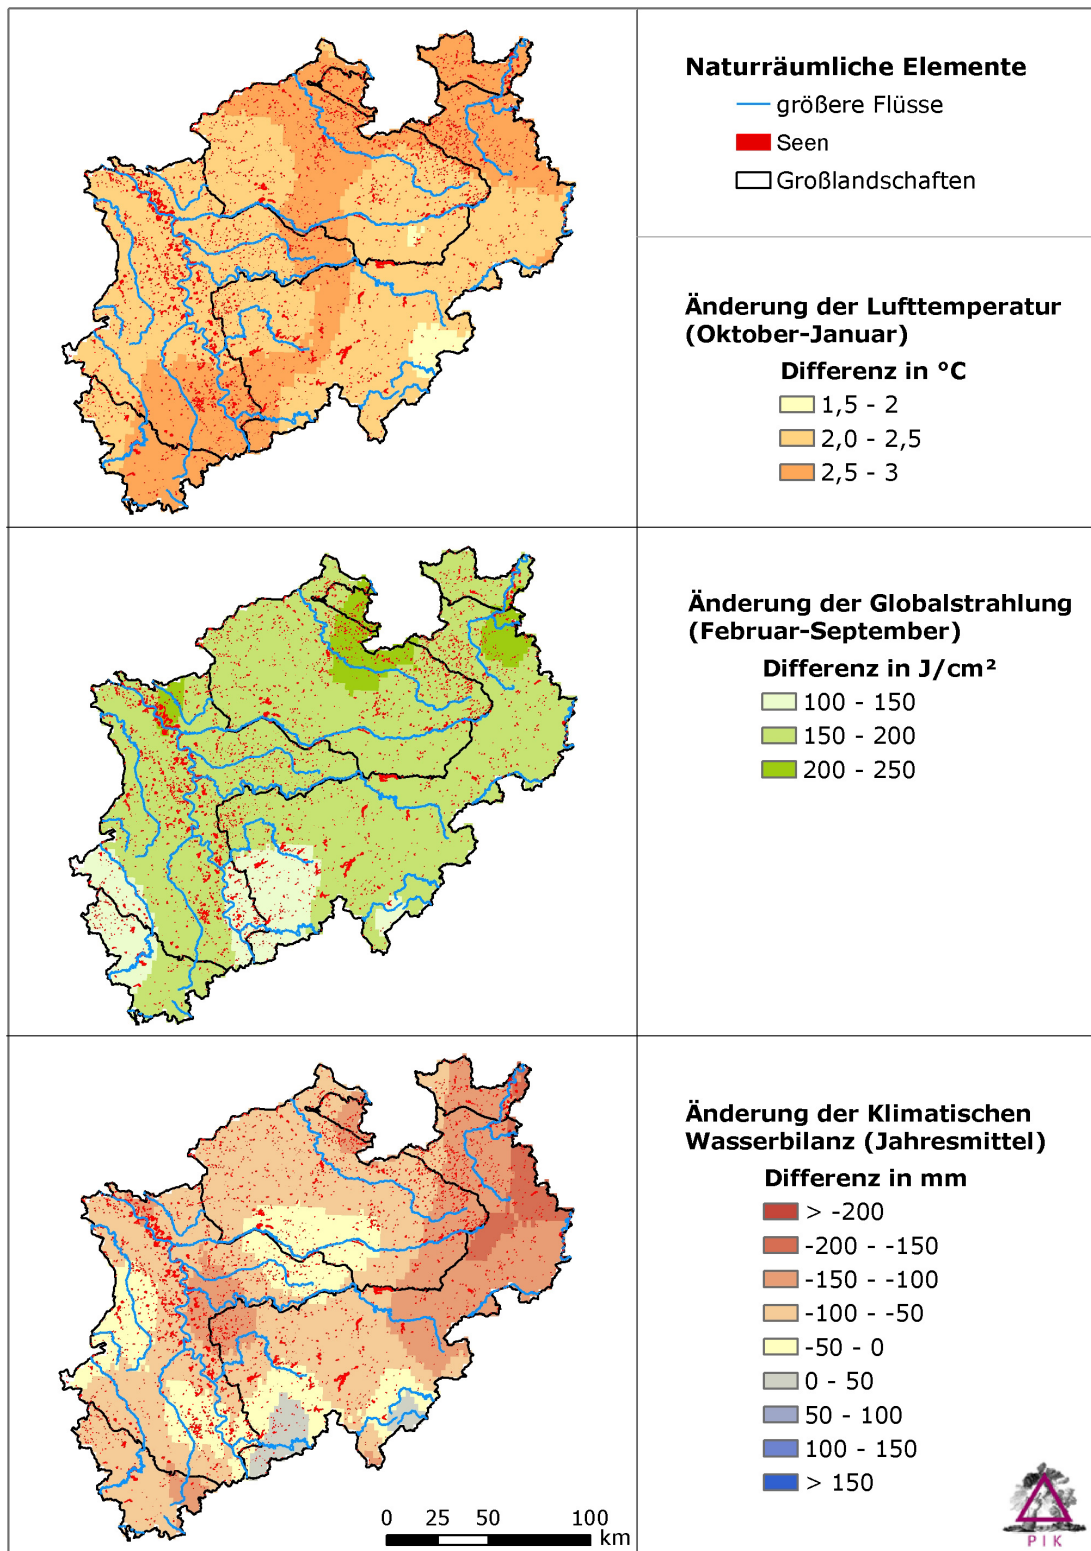 Naturräumliche Elemente
größere Flüsse
Seen
Großlandschaften
Änderung der Lufttemperatur
(Oktober-Januar)
Differenz in °C
1,5 - 2
2,0 - 2,5
2,5 - 3
Änderung der Globalstrahlung
(Februar-September)
Differenz in J/cm²
100 - 150
150 - 200
200 - 250
Änderung der Klimatischen
Wasserbilanz (Jahresmittel)
Differenz in mm
> -200
-200 - -150
-150 - -100
-100 - -50
-50 - 0
0 - 50
50 - 100
100 - 150
> 150
0 25 50 100
km
PIK